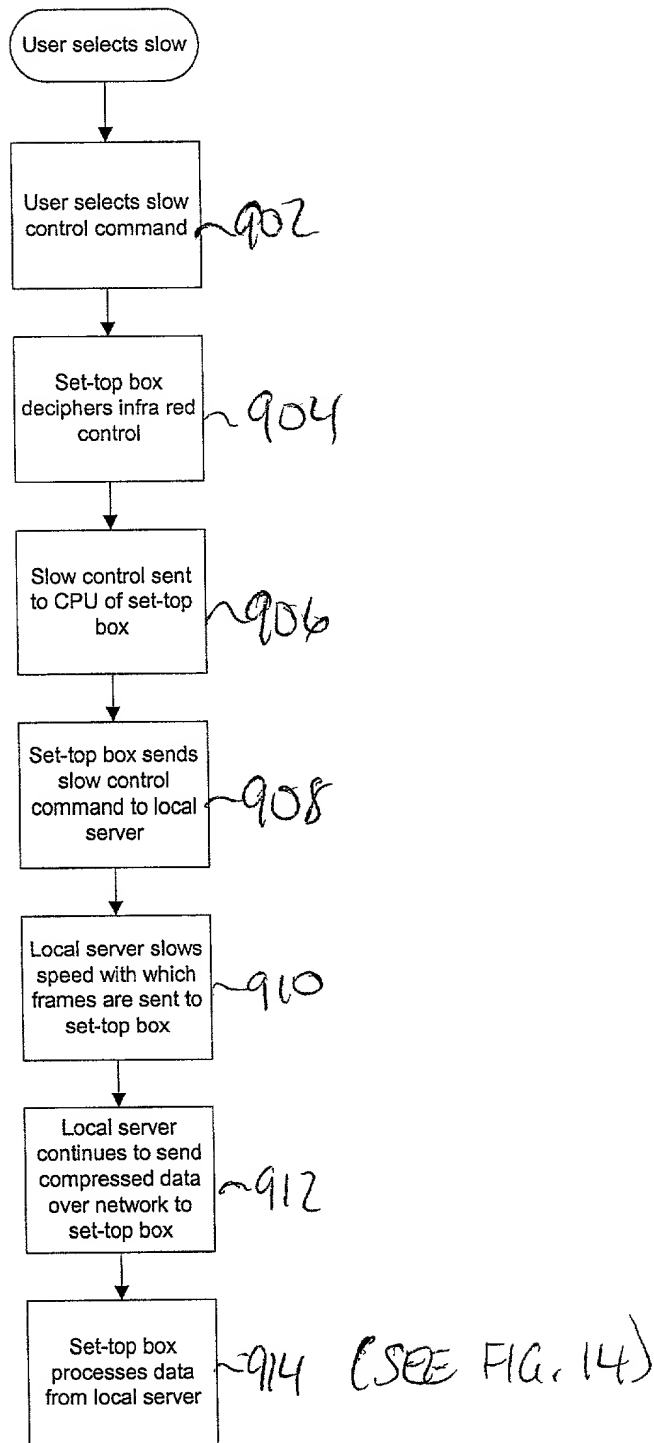 User selects slow
User selects slow
control command
902
Set-top box
deciphers infra red
control
904
Slow control sent
to CPU of set-top
box
906
Set-top box sends
slow control
command to local
server
908
Local server slows
speed with which
frames are sent to
set-top box
910
Local server
continues to send
compressed data
over network to
set-top box
912
Set-top box
processes data
from local server
914 (SEE FIG. 14)